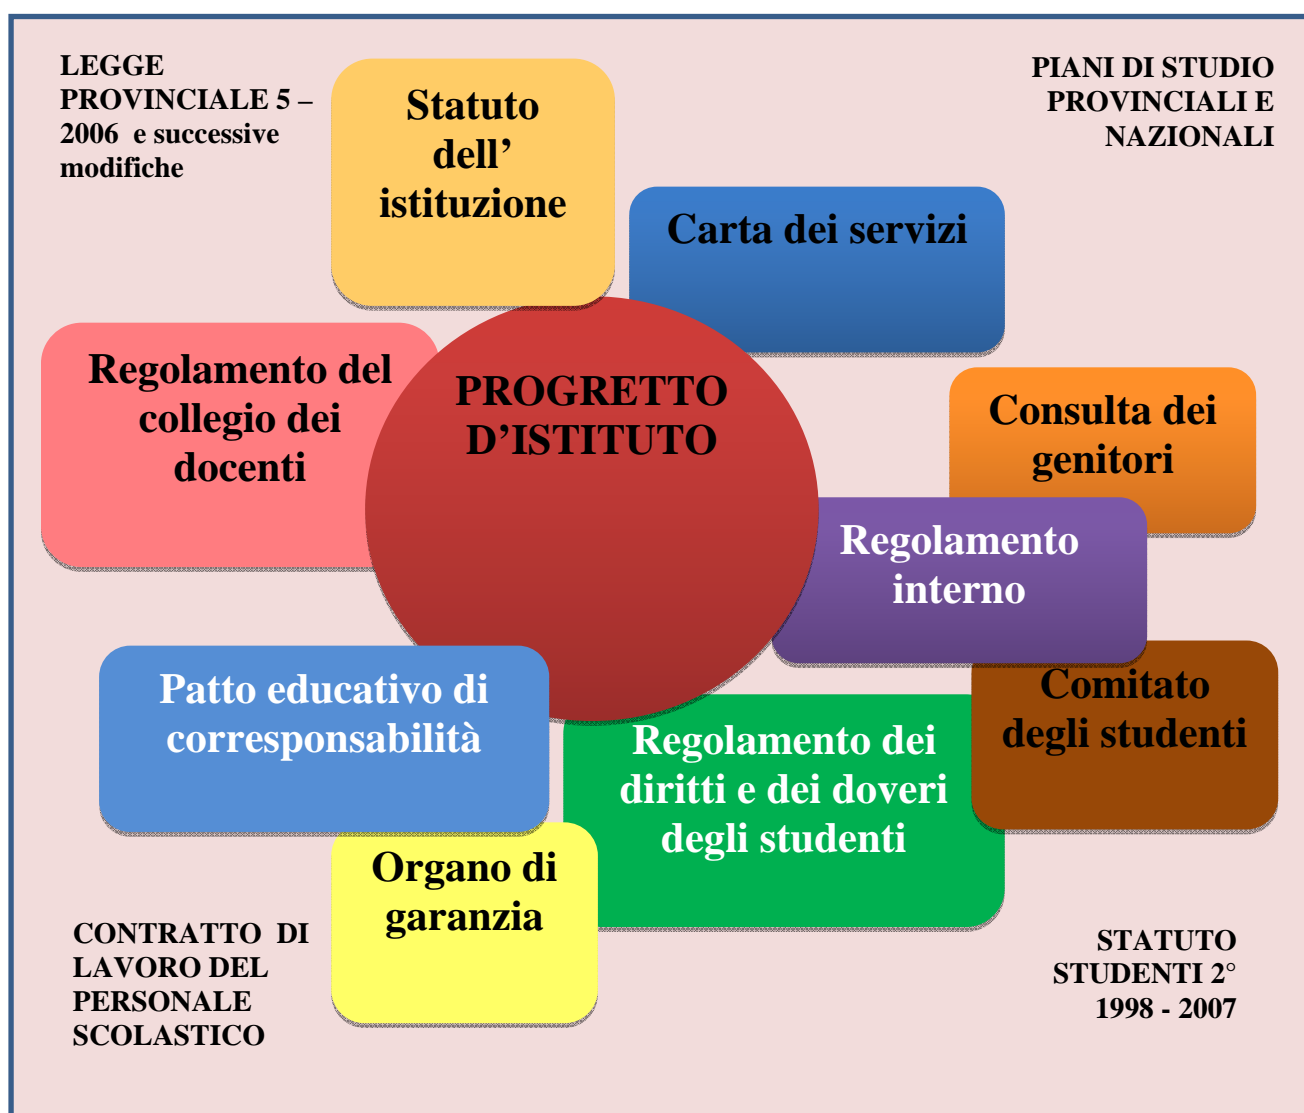 LEGGE
PROVINCIALE 5 –
2006 e successive
modifiche
Statuto
dell’
istituzione
PIANI DI STUDIO
PROVINCIALI E
NAZIONALI
Carta dei servizi
Regolamento del
collegio dei
docenti
PROGRETTO
D’ISTITUTO
Consulta dei
genitori
Regolamento
interno
Patto educativo di
corresponsabilità
Regolamento dei
diritti e dei doveri
degli studenti
Comitato
degli studenti
Organo di
garanzia
CONTRATTO DI
LAVORO DEL
PERSONALE
SCOLASTICO
STATUTO
STUDENTI 2°
1998 - 2007